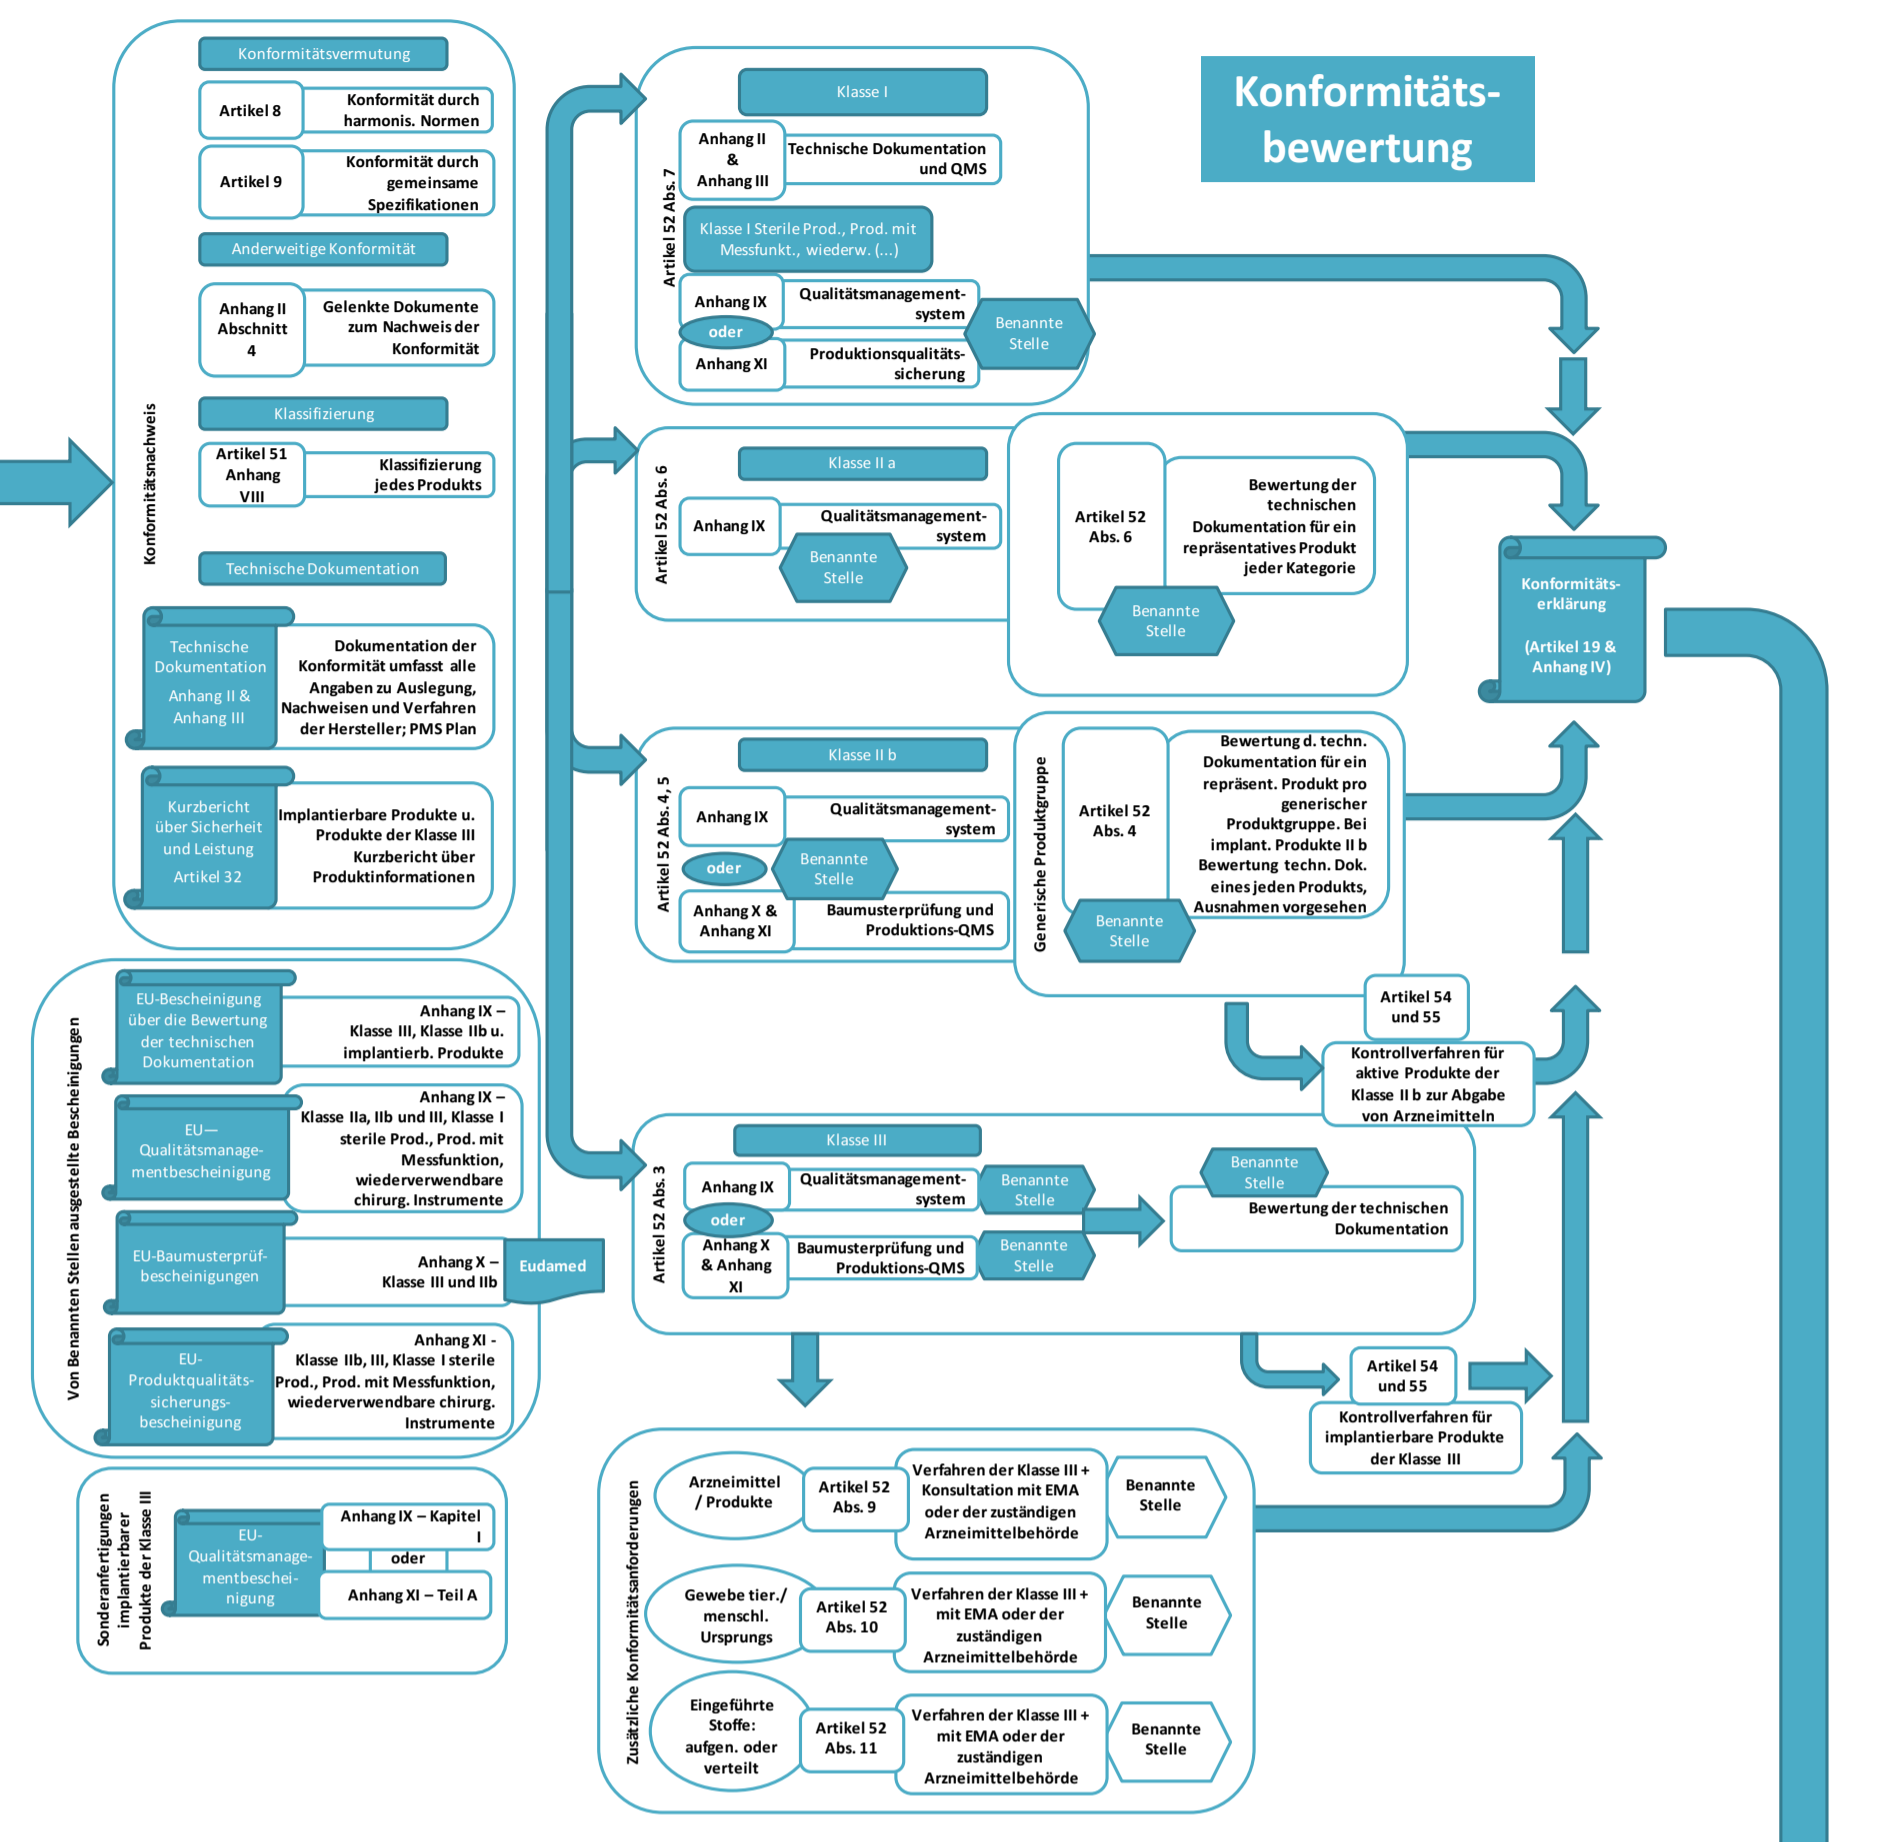 Konformitäts-
bewertung
Konformitätsnachweis
Konformitätsvermutung
Artikel 8
Konformität durch
harmonis. Normen
Artikel 9
Konformität durch
gemeinsame
Spezifikationen
Anderweitige Konformität
Anhang II
Abschnitt
4
Gelenkte Dokumente
zum Nachweis der
Konformität
Klassifizierung
Artikel 51
Anhang
VIII
Klassifizierung
jedes Produkts
Technische Dokumentation
Technische
Dokumentation
Anhang II &
Anhang III
Dokumentation der
Konformität umfasst alle
Angaben zu Auslegung,
Nachweisen und Verfahren
der Hersteller; PMS Plan
Kurzbericht
über Sicherheit
und Leistung
Artikel 32
Implantierbare Produkte u.
Produkte der Klasse III
Kurzbericht über
Produktinformationen
Von Benannten Stellen ausgestellte Bescheinigungen
EU-Bescheinigung
über die Bewertung
der technischen
Dokumentation
Anhang IX –
Klasse III, Klasse IIb u.
implantierb. Produkte
EU—
Qualitätsmanage-
mentbescheinigung
Anhang IX –
Klasse IIa, IIb und III, Klasse I
sterile Prod., Prod. mit
Messfunktion,
wiederverwendbare
chirurg. Instrumente
EU-Baumusterprüf-
bescheinigungen
Anhang X –
Klasse III und IIb
Eudamed
EU-
Produktqualitäts-
sicherungs-
bescheinigung
Anhang XI -
Klasse IIb, III, Klasse I sterile
Prod., Prod. mit Messfunktion,
wiederverwendbare chirurg.
Instrumente
Sonderanfertigungen
implantierbarer
Produkte der Klasse III
EU-
Qualitätsmanage-
mentbeschei-
nigung
Anhang IX – Kapitel
I
oder
Anhang XI – Teil A
Artikel 52 Abs. 7
Klasse I
Anhang II
&
Anhang III
Technische Dokumentation
und QMS
Klasse I Sterile Prod., Prod. mit
Messfunkt., wiederw. (...)
Anhang IX
Qualitätsmanagement-
system
oder
Benannte
Stelle
Anhang XI
Produktionsqualitäts-
sicherung
Artikel 52 Abs. 6
Klasse II a
Anhang IX
Qualitätsmanagement-
system
Benannte
Stelle
Artikel 52
Abs. 6
Bewertung der
technischen
Dokumentation für ein
repräsentatives Produkt
jeder Kategorie
Benannte
Stelle
Artikel 52 Abs. 4, 5
Klasse II b
Anhang IX
Qualitätsmanagement-
system
oder
Benannte
Stelle
Anhang X &
Anhang XI
Baumusterprüfung und
Produktions-QMS
Generische Produktgruppe
Artikel 52
Abs. 4
Bewertung d. techn.
Dokumentation für ein
repräsent. Produkt pro
generischer
Produktgruppe. Bei
implant. Produkte II b
Bewertung techn. Dok.
eines jeden Produkts,
Ausnahmen vorgesehen
Benannte
Stelle
Artikel 54
und 55
Kontrollverfahren für
aktive Produkte der
Klasse II b zur Abgabe
von Arzneimitteln
Artikel 52 Abs. 3
Klasse III
Anhang IX
Qualitätsmanagement-
system
Benannte
Stelle
oder
Anhang X
& Anhang
XI
Baumusterprüfung und
Produktions-QMS
Benannte
Stelle
Benannte
Stelle
Bewertung der technischen
Dokumentation
Artikel 54
und 55
Kontrollverfahren für
implantierbare Produkte
der Klasse III
Zusätzliche Konformitätsanforderungen
Arzneimittel
/ Produkte
Artikel 52
Abs. 9
Verfahren der Klasse III +
Konsultation mit EMA
oder der zuständigen
Arzneimittelbehörde
Benannte
Stelle
Gewebe tier./
menschl.
Ursprungs
Artikel 52
Abs. 10
Verfahren der Klasse III +
mit EMA oder der
zuständigen
Arzneimittelbehörde
Benannte
Stelle
Eingeführte
Stoffe:
aufgen. oder
verteilt
Artikel 52
Abs. 11
Verfahren der Klasse III +
mit EMA oder der
zuständigen
Arzneimittelbehörde
Benannte
Stelle
Konformitäts-
erklärung
(Artikel 19 &
Anhang IV)